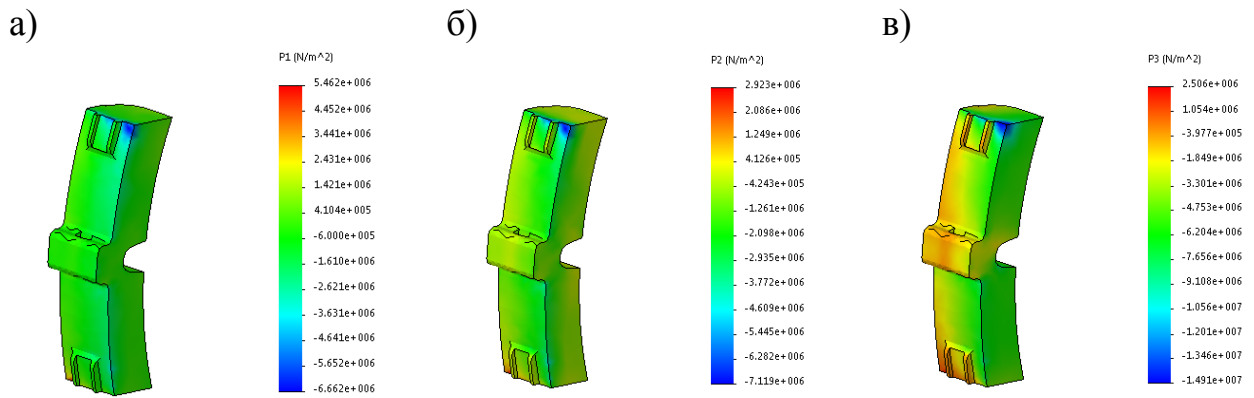 а)
P1 (N/m^2)
5.462e+006
4.452e+006
3.441e+006
2.431e+006
1.421e+006
4.104e+005
-6.000e+005
-1.610e+006
-2.621e+006
-3.631e+006
-4.641e+006
-5.652e+006
-6.662e+006
б)
P2 (N/m^2)
2.923e+006
2.086e+006
1.249e+006
4.126e+005
-4.243e+005
-1.261e+006
-2.098e+006
-2.935e+006
-3.772e+006
-4.609e+006
-5.445e+006
-6.282e+006
-7.119e+006
в)
P3 (N/m^2)
2.506e+006
1.054e+006
-3.977e+005
-1.849e+006
-3.301e+006
-4.753e+006
-6.204e+006
-7.656e+006
-9.108e+006
-1.056e+007
-1.201e+007
-1.346e+007
-1.491e+007